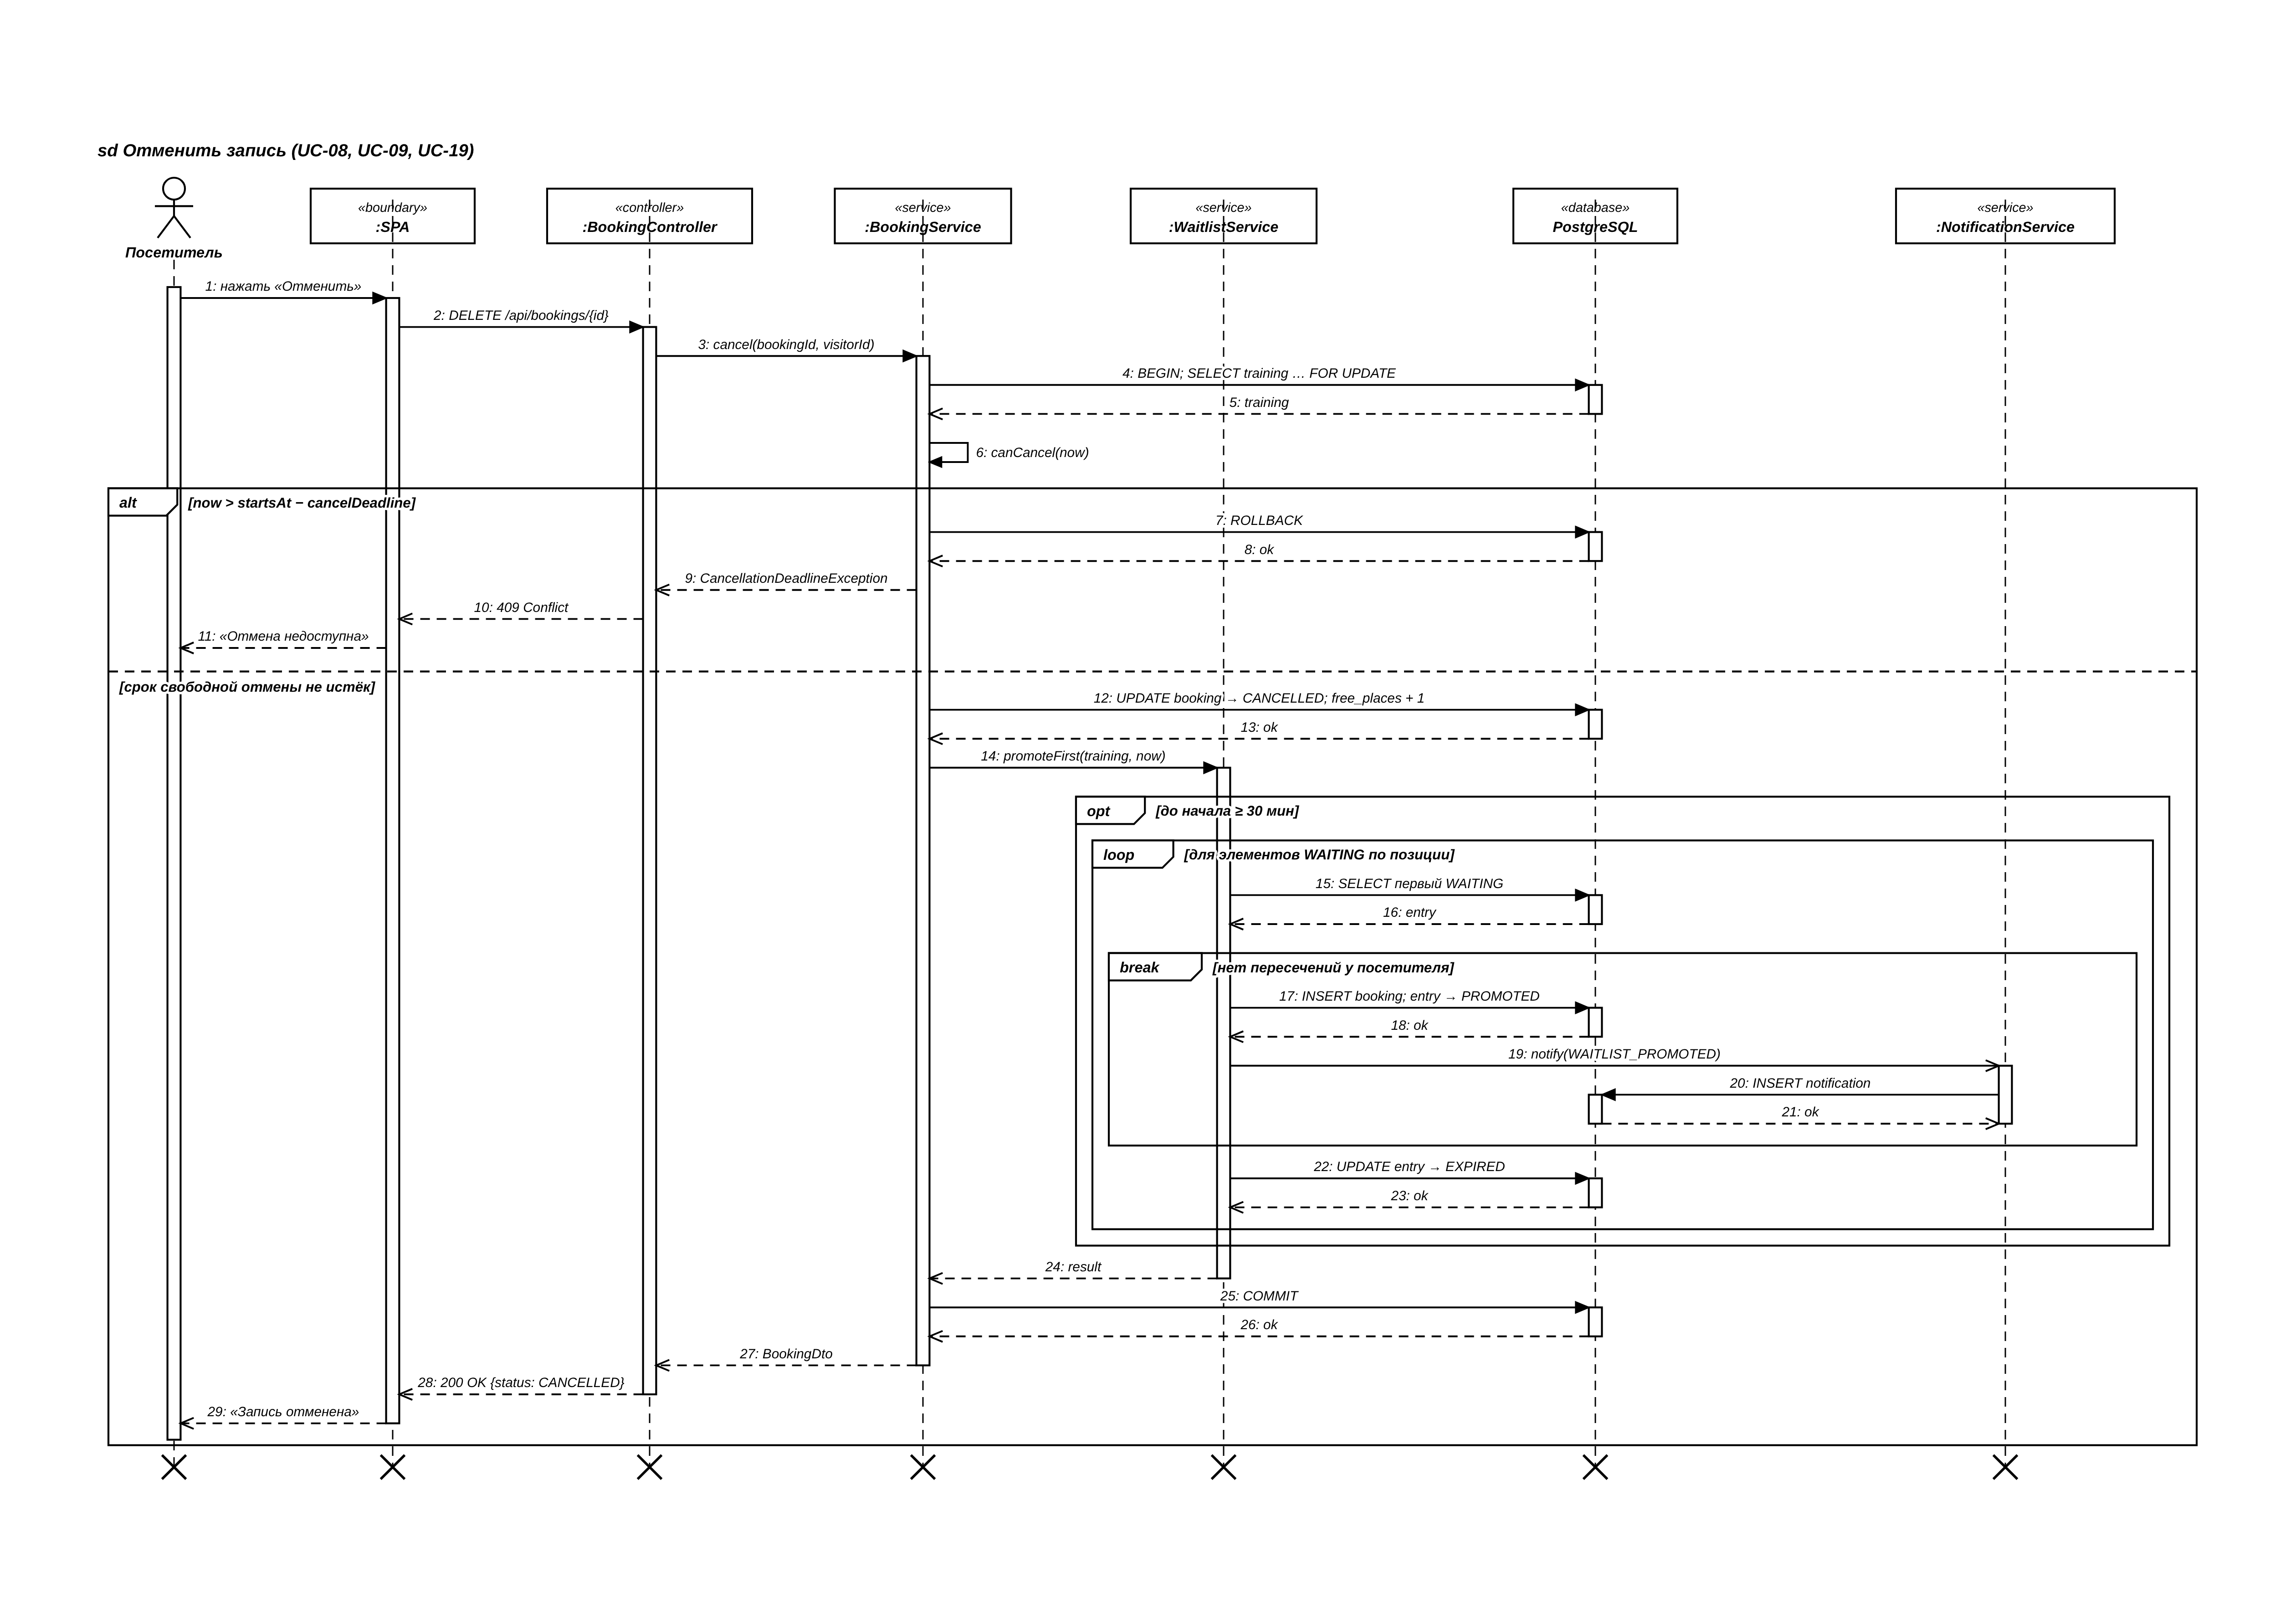 sd Отменить запись (UC-08, UC-09, UC-19)
Посетитель
«boundary»
:SPA
«controller»
:BookingController
«service»
:BookingService
«service»
:WaitlistService
«database»
PostgreSQL
«service»
:NotificationService
1: нажать «Отменить»
2: DELETE /api/bookings/{id}
3: cancel(bookingId, visitorId)
4: BEGIN; SELECT training … FOR UPDATE
5: training
6: canCancel(now)
alt
[now > startsAt − cancelDeadline]
7: ROLLBACK
8: ok
9: CancellationDeadlineException
10: 409 Conflict
11: «Отмена недоступна»
[срок свободной отмены не истёк]
12: UPDATE booking → CANCELLED; free_places + 1
13: ok
14: promoteFirst(training, now)
opt
[до начала ≥ 30 мин]
loop
[для элементов WAITING по позиции]
15: SELECT первый WAITING
16: entry
break
[нет пересечений у посетителя]
17: INSERT booking; entry → PROMOTED
18: ok
19: notify(WAITLIST_PROMOTED)
20: INSERT notification
21: ok
22: UPDATE entry → EXPIRED
23: ok
24: result
25: COMMIT
26: ok
27: BookingDto
28: 200 OK {status: CANCELLED}
29: «Запись отменена»